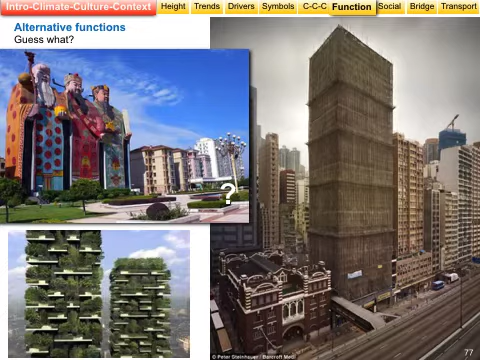 Intro-Climate-Culture-Context Height Trends Drivers Symbols C-C-C Function Social Bridge Transport
Alternative functions
Guess what?
?
© Peter Steinhauer / Barcroft Media
77